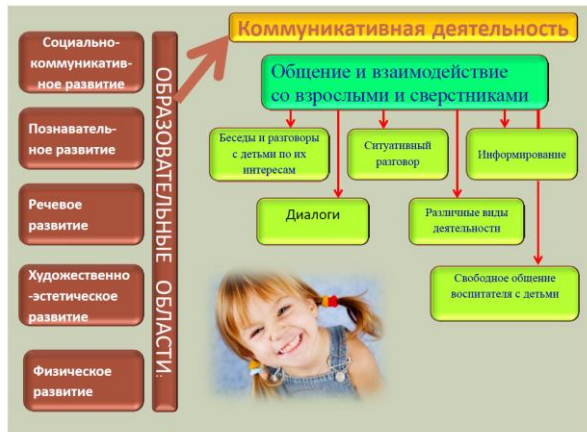 Коммуникативная деятельность
Социально-
коммуникатив-
ное развитие
Познаватель-
ное развитие
Речевое
развитие
Художественно
-эстетическое
развитие
Физическое
развитие
ОБРАЗОВАТЕЛЬНЫЕ ОБЛАСТИ:
Общение и взаимодействие
со взрослыми и сверстниками
Беседы и разговоры
с детьми по их
интересам
Ситуативный
разговор
Информирование
Диалоги
Различные виды
деятельности
Свободное общение
воспитателя с детьми